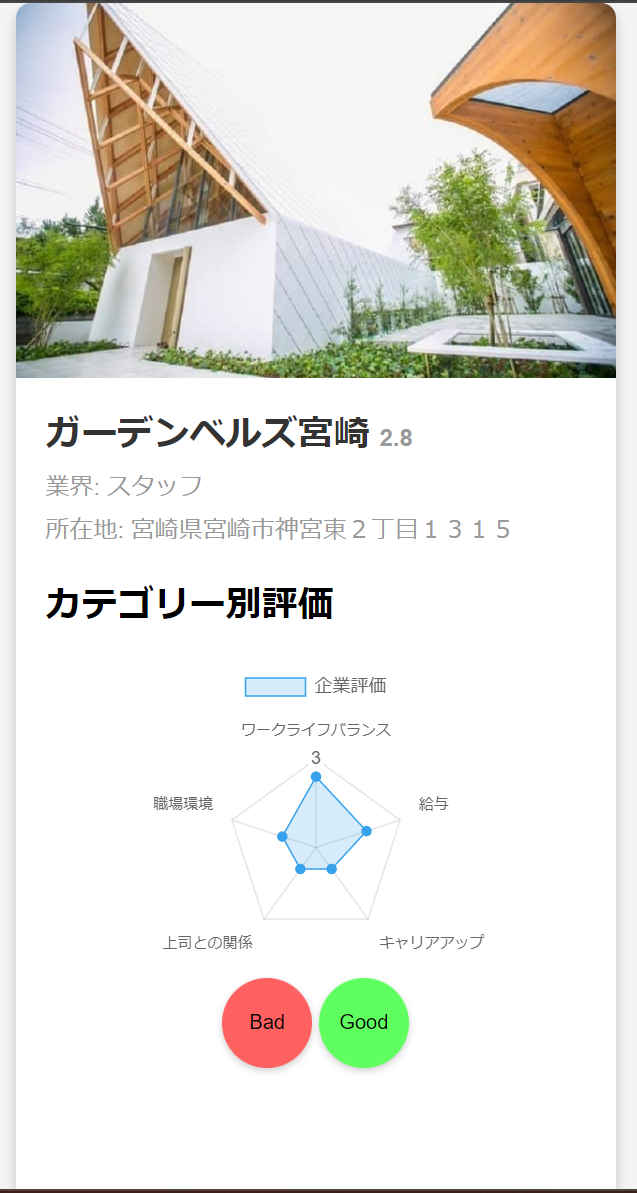 ガーデンベルズ宮崎 2.8
業界: スタッフ
所在地: 宮崎県宮崎市神宮東２丁目１３１５
カテゴリー別評価
企業評価
ワークライフバランス
3
職場環境
給与
上司との関係
キャリアアップ
Bad
Good